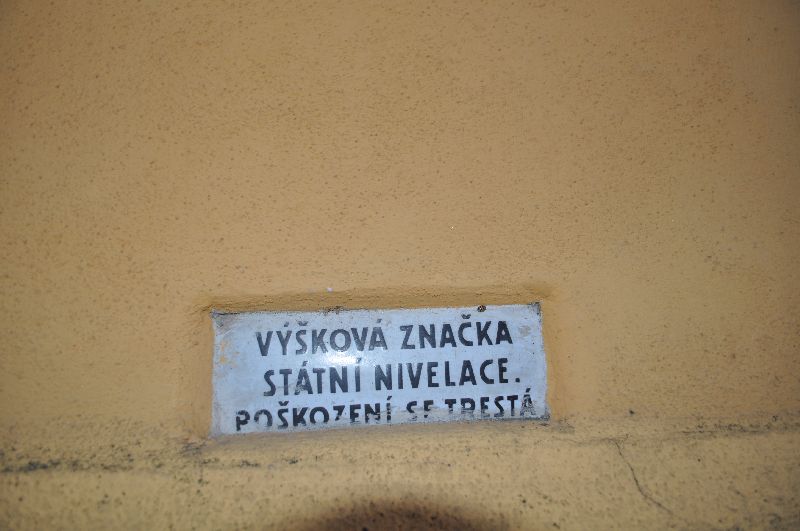 VÝŠKOVÁ ZNAČKA
STÁTNÍ NIVELACE.
POŠKOZENÍ SE TRESTÁ